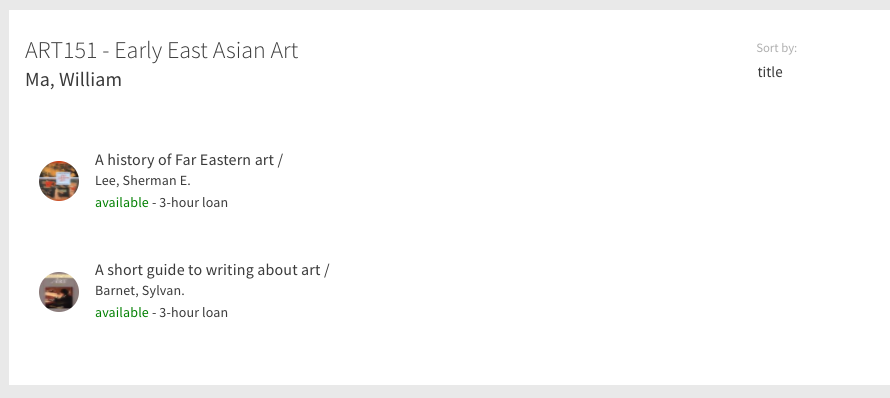 ART151 - Early East Asian Art
Ma, William
Sort by:
title
A history of Far Eastern art /
Lee, Sherman E.
available - 3-hour loan
A short guide to writing about art /
Barnet, Sylvan.
available - 3-hour loan